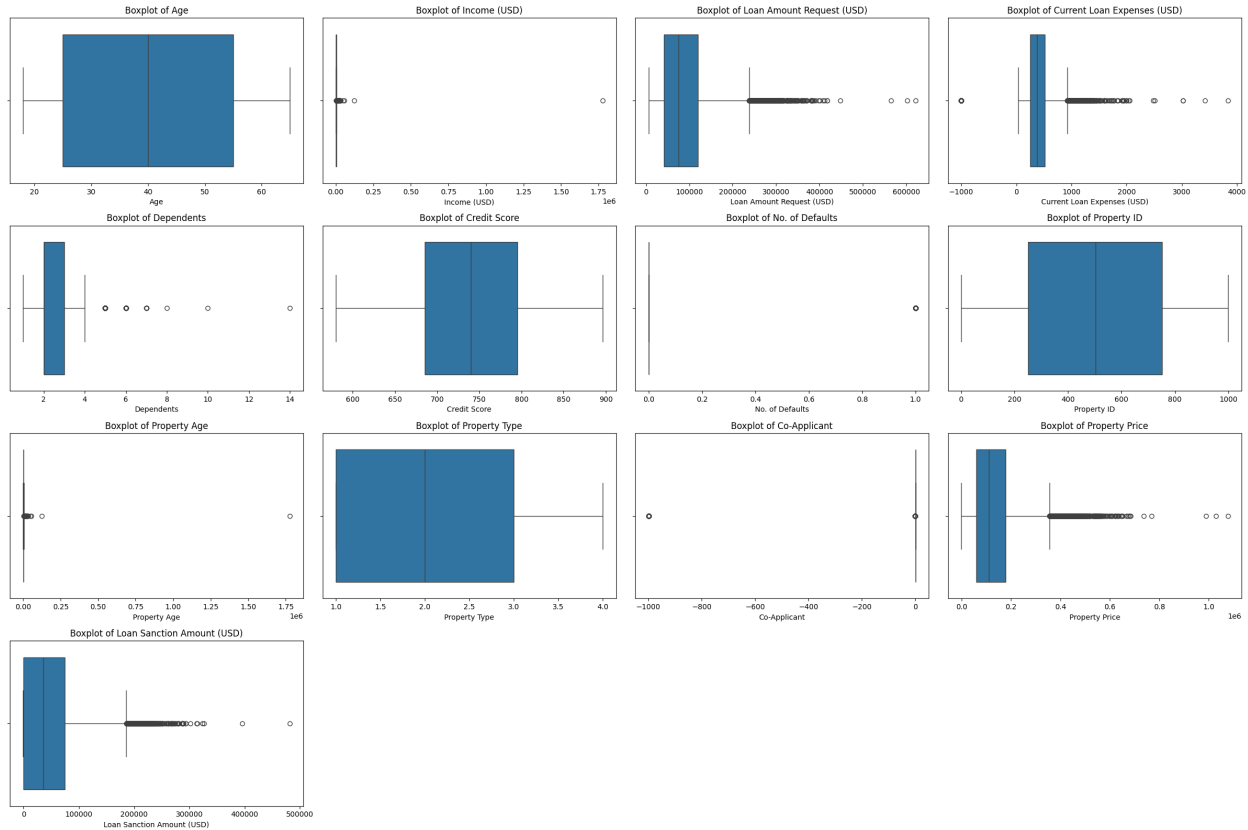 Boxplot of Age
20 30 40 50 60
Age
Boxplot of Income (USD)
0.00 0.25 0.50 0.75 1.00 1.25 1.50 1.75
1e6
Income (USD)
Boxplot of Loan Amount Request (USD)
0 100000 200000 300000 400000 500000 600000
Loan Amount Request (USD)
Boxplot of Current Loan Expenses (USD)
−1000 0 1000 2000 3000 4000
Current Loan Expenses (USD)
Boxplot of Dependents
2 4 6 8 10 12 14
Dependents
Boxplot of Credit Score
600 650 700 750 800 850 900
Credit Score
Boxplot of No. of Defaults
0.0 0.2 0.4 0.6 0.8 1.0
No. of Defaults
Boxplot of Property ID
0 200 400 600 800 1000
Property ID
Boxplot of Property Age
0.00 0.25 0.50 0.75 1.00 1.25 1.50 1.75
1e6
Property Age
Boxplot of Property Type
1.0 1.5 2.0 2.5 3.0 3.5 4.0
Property Type
Boxplot of Co-Applicant
−1000 −800 −600 −400 −200 0
Co-Applicant
Boxplot of Property Price
0.0 0.2 0.4 0.6 0.8 1.0
1e6
Property Price
Boxplot of Loan Sanction Amount (USD)
0 100000 200000 300000 400000 500000
Loan Sanction Amount (USD)